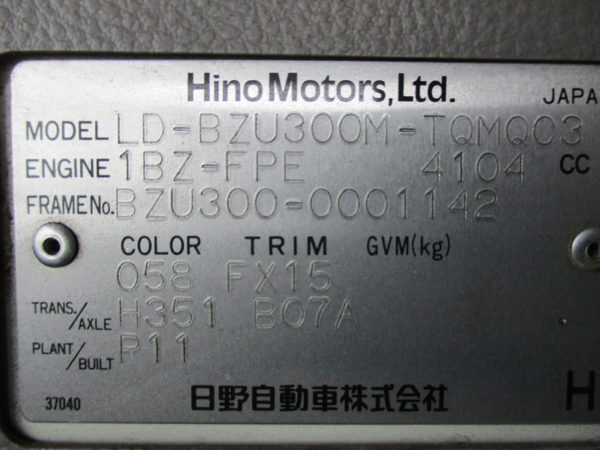 Hino Motors, Ltd.
JAPA
MODEL LD-BZU300M-TQMQC3
ENGINE 1BZ-FPE 4104 CC
FRAME No. BZU300-0001142
COLOR TRIM GVM(kg)
058 FX15
TRANS./AXLE H351 B07A
PLANT/BUILT P11
37040 日野自動車株式会社 H